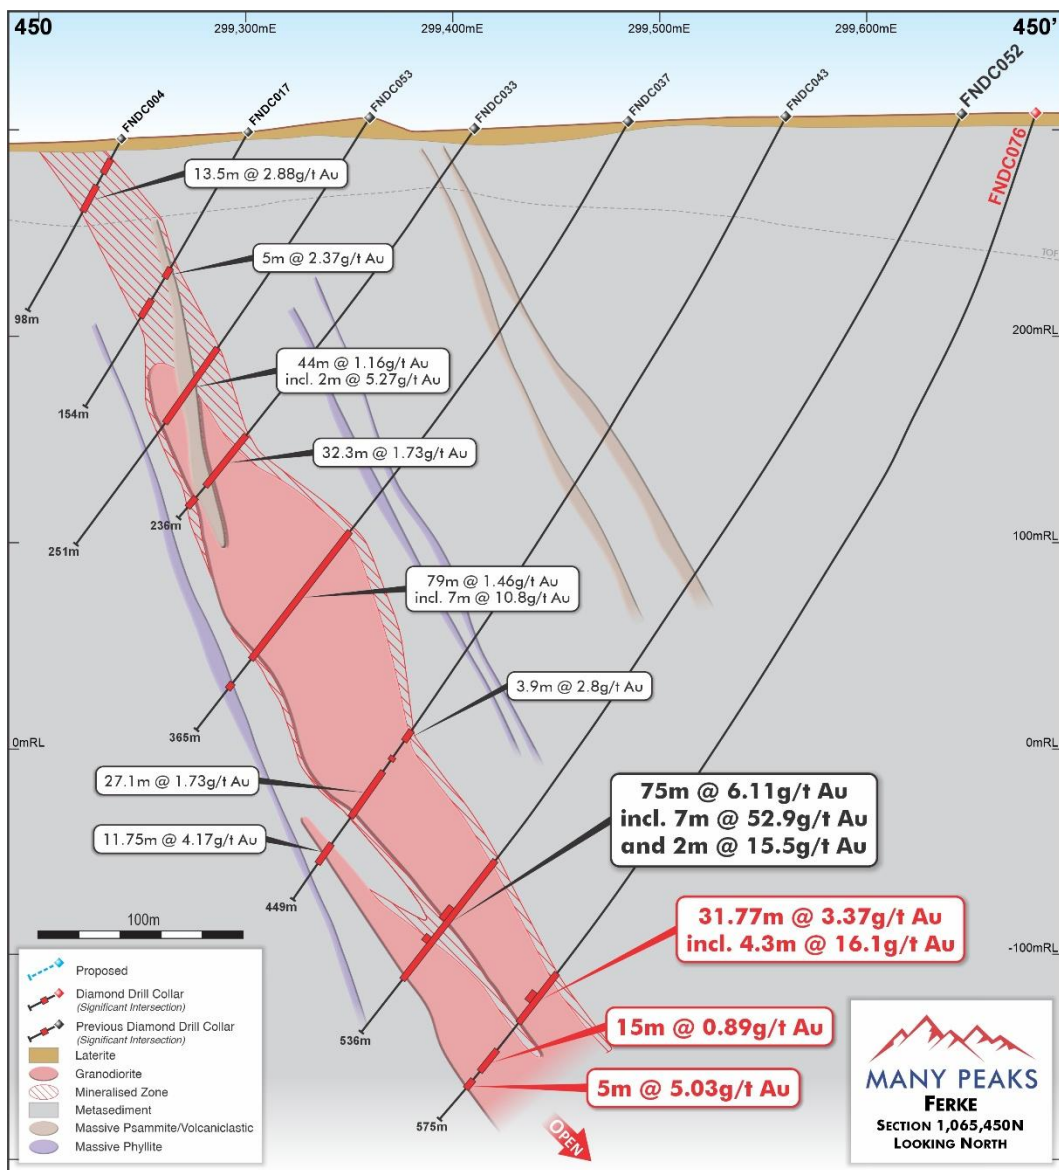 450
299,300mE
299,400mE
299,500mE
299,600mE
450'
FNDC004
FNDC017
FNDC053
FNDC033
FNDC037
FNDC043
FNDC052
FNDC076
13.5m @ 2.88g/t Au
5m @ 2.37g/t Au
TOF
98m
200mRL
200mRL
44m @ 1.16g/t Au
incl. 2m @ 5.27g/t Au
154m
32.3m @ 1.73g/t Au
236m
251m
100mRL
100mRL
79m @ 1.46g/t Au
incl. 7m @ 10.8g/t Au
3.9m @ 2.8g/t Au
365m
0mRL
0mRL
27.1m @ 1.73g/t Au
75m @ 6.11g/t Au
incl. 7m @ 52.9g/t Au
and 2m @ 15.5g/t Au
11.75m @ 4.17g/t Au
449m
100m
31.77m @ 3.37g/t Au
incl. 4.3m @ 16.1g/t Au
-100mRL
15m @ 0.89g/t Au
536m
5m @ 5.03g/t Au
575m
OPEN
Proposed
Diamond Drill Collar
(Significant Intersection)
Previous Diamond Drill Collar
(Significant Intersection)
Laterite
Granodiorite
Mineralised Zone
Metasediment
Massive Psammite/Volcaniclastic
Massive Phyllite
MANY PEAKS
FERKE
SECTION 1,065,450N
LOOKING NORTH